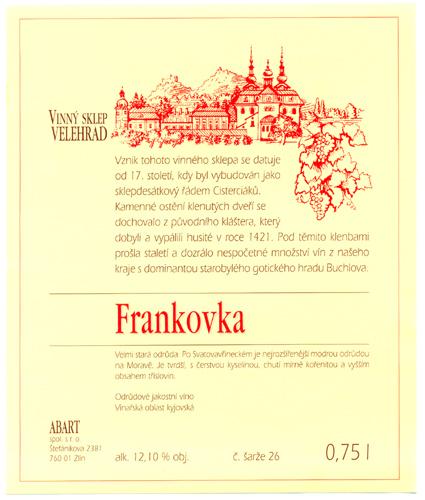 VINNÝ SKLEP
VELEHRAD
Vznik tohoto vinného sklepa se datuje
od 17. století, kdy byl vybudován jako
sklepdesátkový řádem Cisterciáků.
Kamenné ostění klenutých dveří se
dochovalo z původního kláštera, který
dobyli a vypálili husité v roce 1421. Pod těmito klenbami
prošla staletí a dozrálo nespočetné množství vín z našeho
kraje s dominantou starobylého gotického hradu Buchlova.
Frankovka
Velmi stará odrůda. Po Svatovavřineckém je nejrozšířenější modrou odrůdou
na Moravě. Je tvrdší, s čerstvou kyselinou, chutí mírně kořenitou a vyšším
obsahem tříslovin.
Odrůdové jakostní víno
Vinařská oblast kyjovská
ABART
spol. s r. o.
Štefánikova 2381
760 01 Zlín
alk. 12,10 % obj.
č. šarže 26
0,75 l